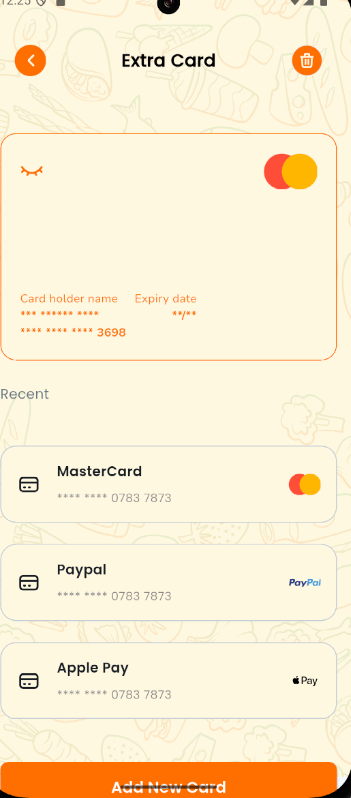 12:25
Extra Card
Card holder name Expiry date
*** ****** **** **/**
**** **** **** 3698
Recent
MasterCard
**** **** 0783 7873
Paypal
**** **** 0783 7873
PayPal
Apple Pay
**** **** 0783 7873
Pay
Add New Card